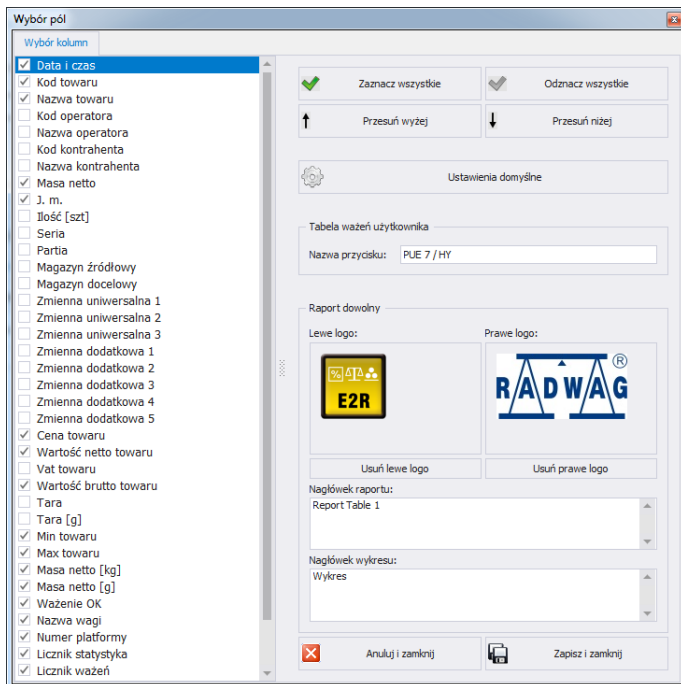 Wybór pól
Wybór kolumn
Data i czas
Kod towaru
Nazwa towaru
Kod operatora
Nazwa operatora
Kod kontrahenta
Nazwa kontrahenta
Masa netto
J. m.
Ilość [szt]
Seria
Partia
Magazyn źródłowy
Magazyn docelowy
Zmienna uniwersalna 1
Zmienna uniwersalna 2
Zmienna uniwersalna 3
Zmienna dodatkowa 1
Zmienna dodatkowa 2
Zmienna dodatkowa 3
Zmienna dodatkowa 4
Zmienna dodatkowa 5
Cena towaru
Wartość netto towaru
Vat towaru
Wartość brutto towaru
Tara
Tara [g]
Min towaru
Max towaru
Masa netto [kg]
Masa netto [g]
Ważenie OK
Nazwa wagi
Numer platformy
Licznik statystyka
Licznik ważeń
Zaznacz wszystkie
Odznacz wszystkie
Przesuń wyżej
Przesuń niżej
Ustawienia domyślne
Tabela ważeń użytkownika
Nazwa przycisku: PUE 7 / HY
Raport dowolny
Lewe logo:
Prawe logo:
%
E2R
RADWAG ®
Usuń lewe logo
Usuń prawe logo
Nagłówek raportu:
Report Table 1
Nagłówek wykresu:
Wykres
Anuluj i zamknij
Zapisz i zamknij